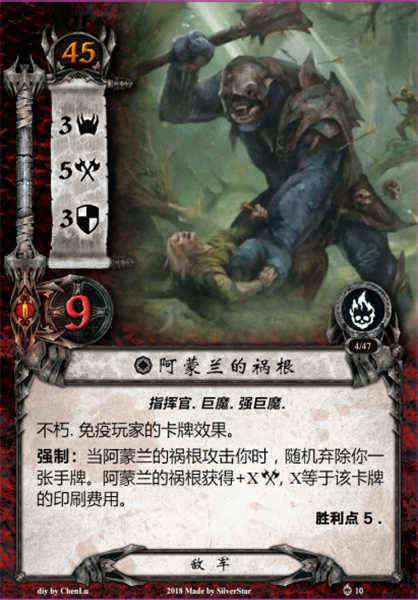 45
3
5
3
9
4/47
阿蒙兰的祸根
指挥官. 巨魔. 强巨魔.
不朽. 免疫玩家的卡牌效果。
强制：当阿蒙兰的祸根攻击你时，随机弃除你一
张手牌。阿蒙兰的祸根获得+X, X等于该卡牌
的印刷费用。
胜利点 5 .
敌军
diy by ChenLu 2018 Made by SilverStar 10